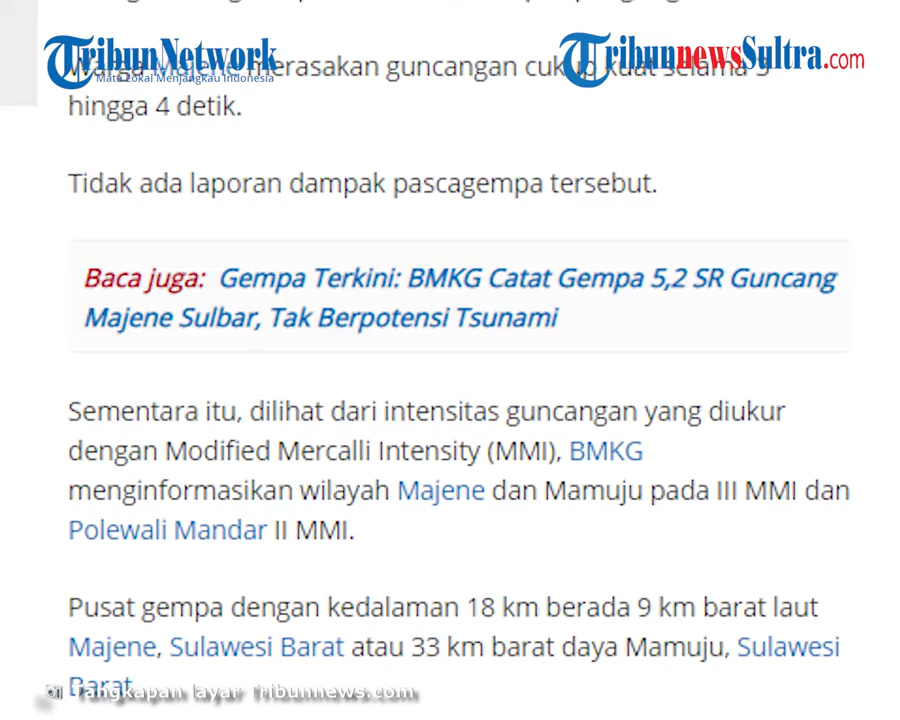 TribunNetwork
Mata Lokal Menjangkau Indonesia
TribunnewsSultra.com
Warga Majene merasakan guncangan cukup kuat selama 3
hingga 4 detik.
Tidak ada laporan dampak pascagempa tersebut.
Baca juga: Gempa Terkini: BMKG Catat Gempa 5,2 SR Guncang
Majene Sulbar, Tak Berpotensi Tsunami
Sementara itu, dilihat dari intensitas guncangan yang diukur
dengan Modified Mercalli Intensity (MMI), BMKG
menginformasikan wilayah Majene dan Mamuju pada III MMI dan
Polewali Mandar II MMI.
Pusat gempa dengan kedalaman 18 km berada 9 km barat laut
Majene, Sulawesi Barat atau 33 km barat daya Mamuju, Sulawesi
Barat.
Tangkapan layar Tribunnews.com